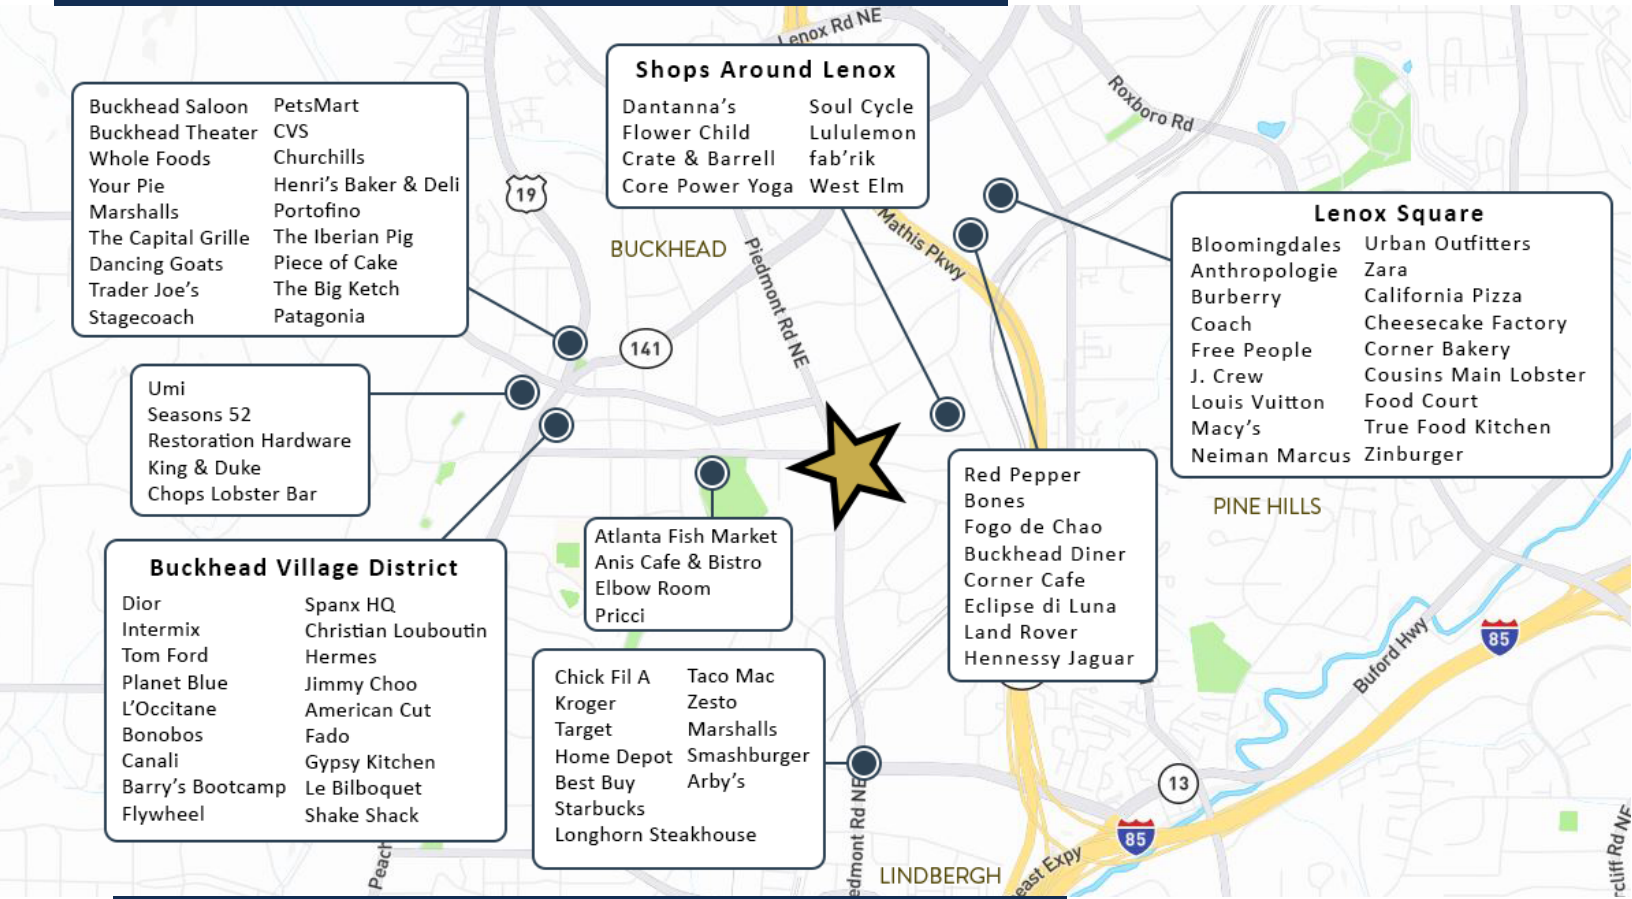 Lenox Rd NE
Roxboro Rd
Shops Around Lenox
Dantanna's Soul Cycle
Flower Child Lululemon
Crate & Barrell fab'rik
Core Power Yoga West Elm
Buckhead Saloon PetsMart
Buckhead Theater CVS
Whole Foods Churchills
Your Pie Henri's Baker & Deli
Marshalls Portofino
The Capital Grille The Iberian Pig
Dancing Goats Piece of Cake
Trader Joe's The Big Ketch
Stagecoach Patagonia
19
BUCKHEAD
Mathis Pkwy
Piedmont Rd NE
141
Lenox Square
Bloomingdales Urban Outfitters
Anthropologie Zara
Burberry California Pizza
Coach Cheesecake Factory
Free People Corner Bakery
J. Crew Cousins Main Lobster
Louis Vuitton Food Court
Macy's True Food Kitchen
Neiman Marcus Zinburger
Umi
Seasons 52
Restoration Hardware
King & Duke
Chops Lobster Bar
PINE HILLS
Red Pepper
Bones
Fogo de Chao
Buckhead Diner
Corner Cafe
Eclipse di Luna
Land Rover
Hennessy Jaguar
Atlanta Fish Market
Anis Cafe & Bistro
Elbow Room
Pricci
Buckhead Village District
Dior Spanx HQ
Intermix Christian Louboutin
Tom Ford Hermes
Planet Blue Jimmy Choo
L'Occitane American Cut
Bonobos Fado
Canali Gypsy Kitchen
Barry's Bootcamp Le Bilboquet
Flywheel Shake Shack
Chick Fil A Taco Mac
Kroger Zesto
Target Marshalls
Home Depot Smashburger
Best Buy Arby's
Starbucks
Longhorn Steakhouse
85
Buford Hwy
13
85
edmont Rd NE
Peach
LINDBERGH
east Expy
rcliff Rd NE